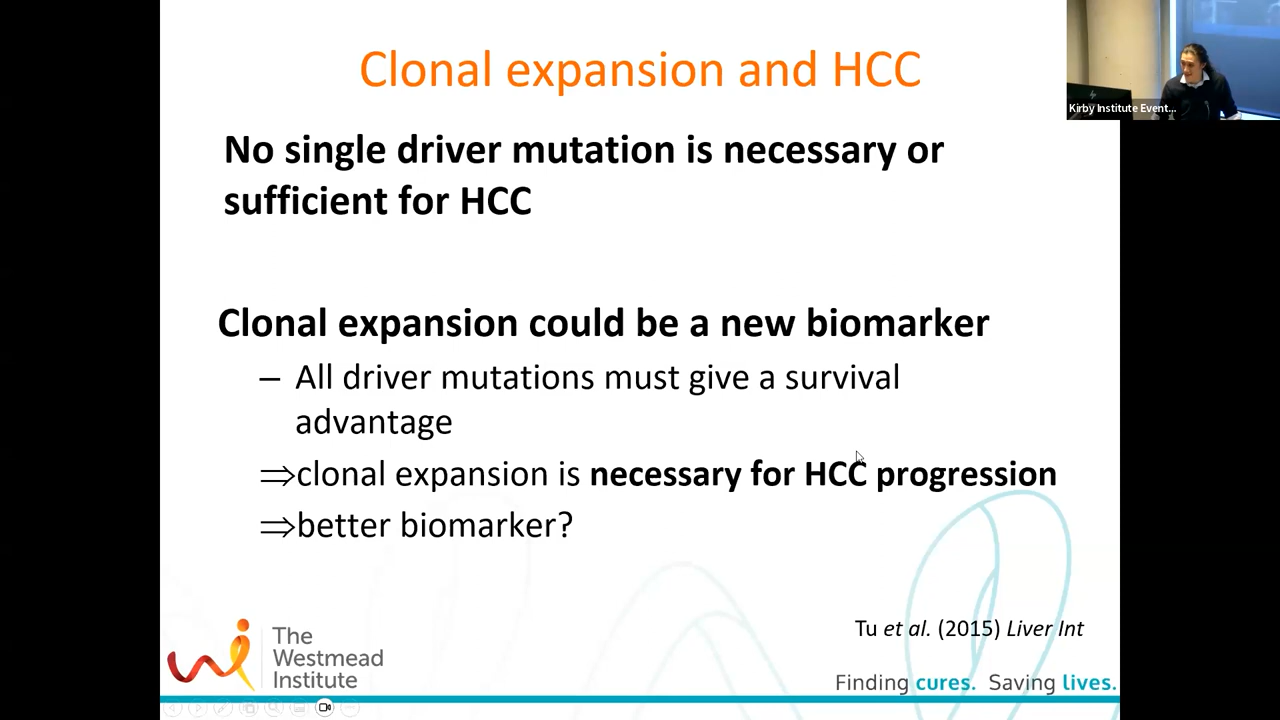 Clonal expansion and HCC
Kirby Institute Event...
No single driver mutation is necessary or
sufficient for HCC
Clonal expansion could be a new biomarker
– All driver mutations must give a survival
advantage
⇒clonal expansion is necessary for HCC progression
⇒better biomarker?
Tu et al. (2015) Liver Int
The
Westmead
Institute
Finding cures. Saving lives.